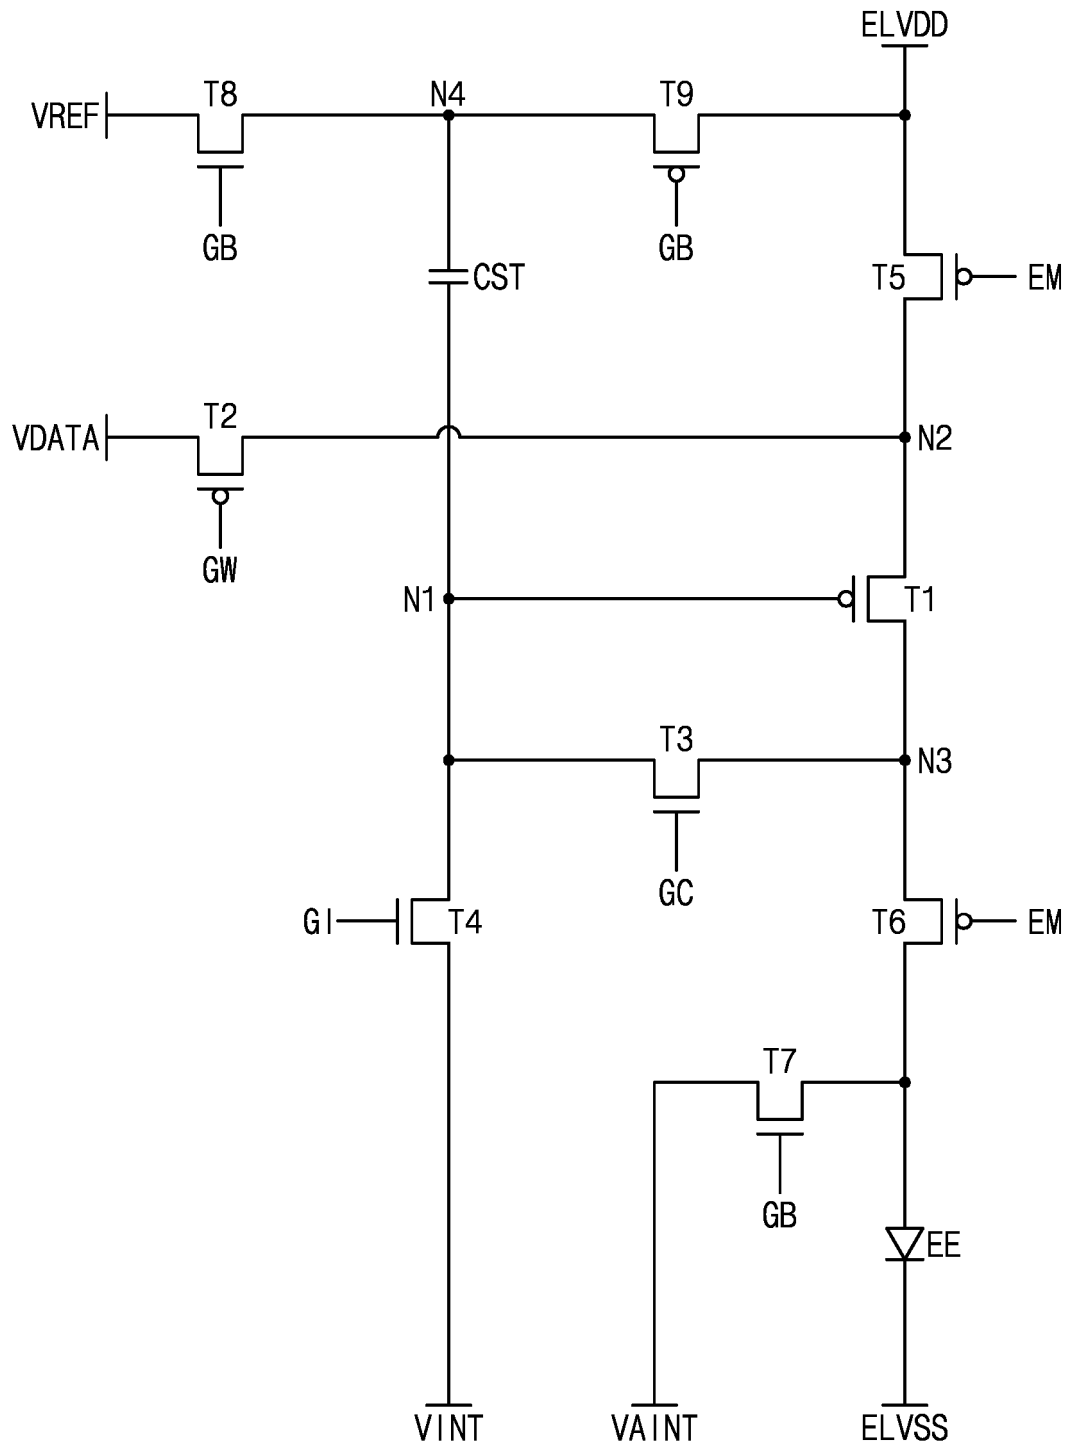 ELVDD
T8
N4
T9
VREF
GB
GB
CST
T5
EM
T2
VDATA
N2
GW
N1
T1
T3
N3
GC
GI
T4
T6
EM
T7
GB
EE
VINT
VAINT
ELVSS